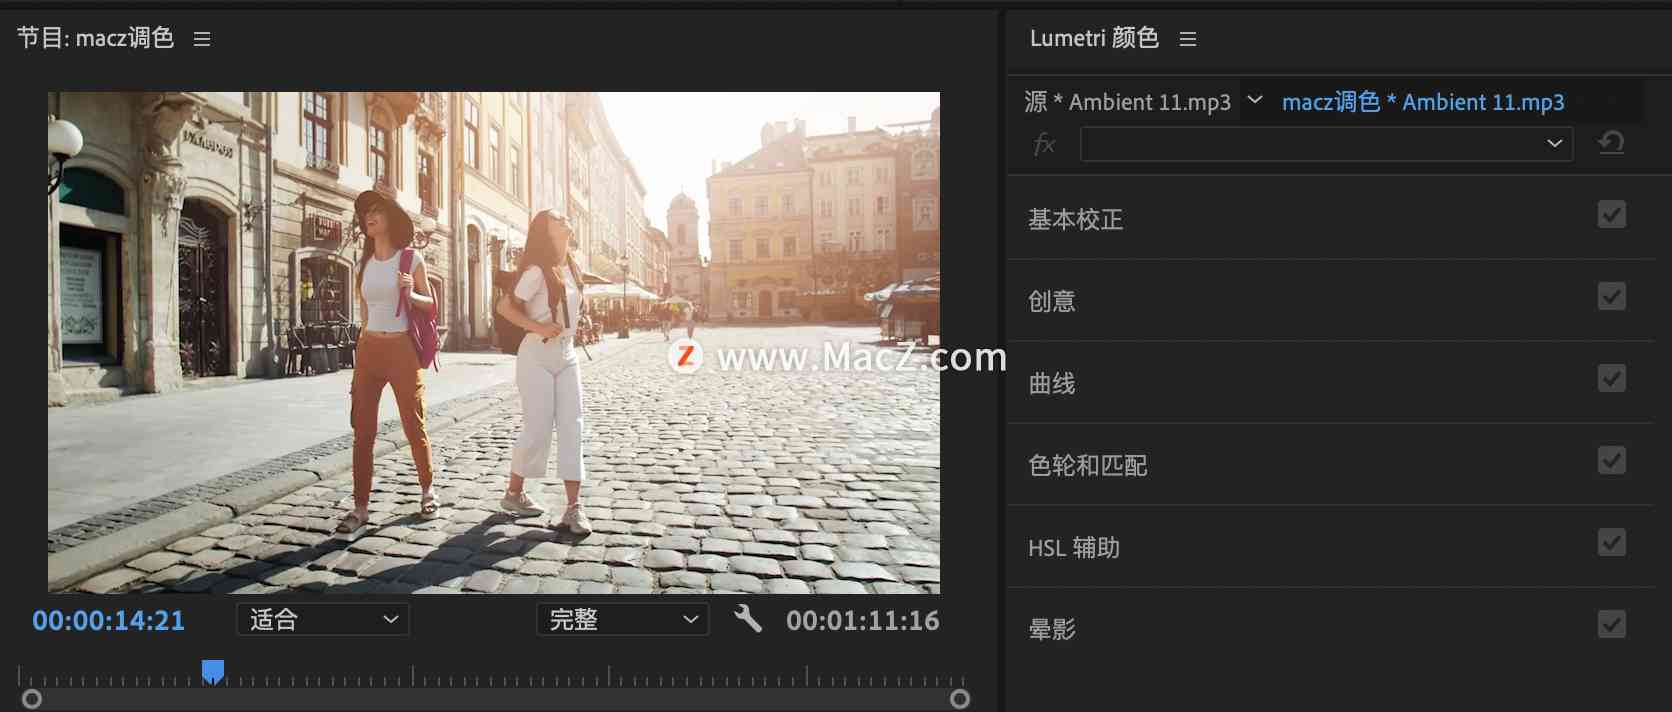 节目: macz调色
Lumetri 颜色
源 * Ambient 11.mp3
macz调色 * Ambient 11.mp3
fx
基本校正
创意
曲线
色轮和匹配
HSL 辅助
晕影
Z www.MacZ.com
00:00:14:21
适合
完整
00:01:11:16